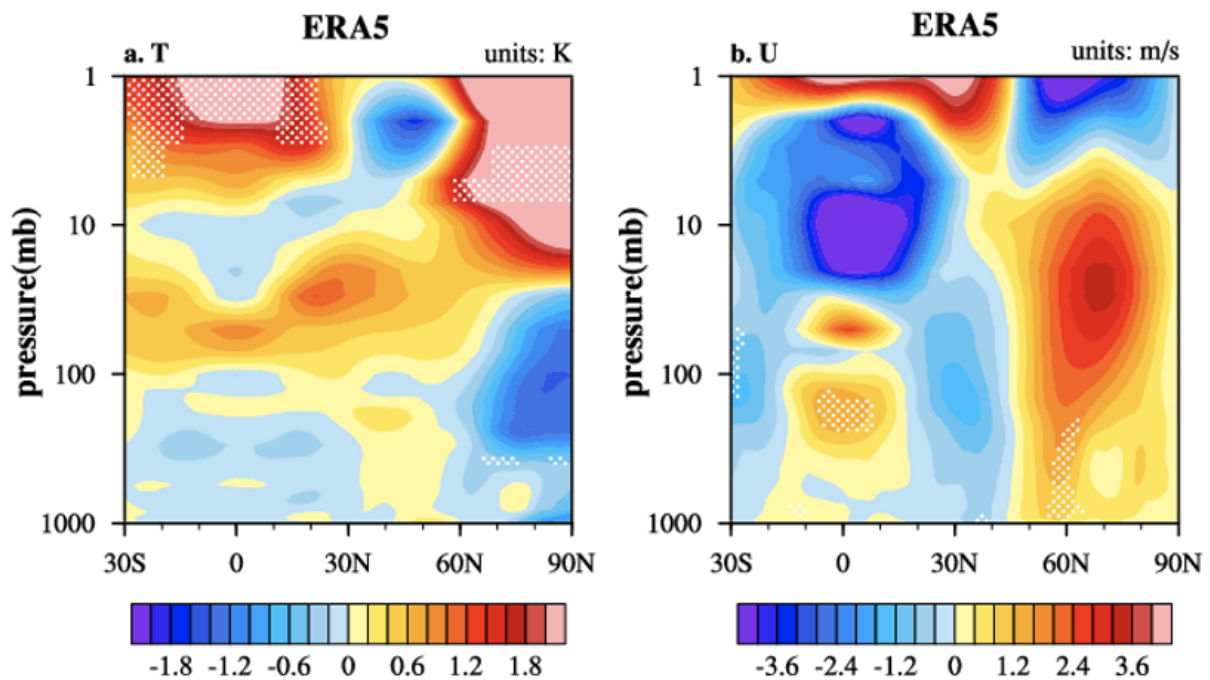 ERA5
a. T units: K
pressure(mb)
1
10
100
1000
30S 0 30N 60N 90N
-1.8 -1.2 -0.6 0 0.6 1.2 1.8
ERA5
b. U units: m/s
pressure(mb)
1
10
100
1000
30S 0 30N 60N 90N
-3.6 -2.4 -1.2 0 1.2 2.4 3.6